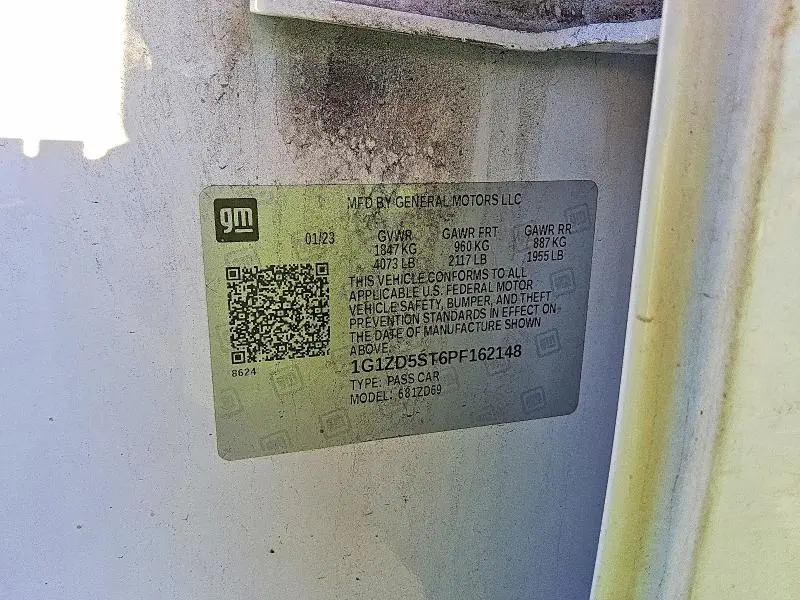 MFD BY GENERAL MOTORS LLC
gm
01/23
GVWR GAWR FRT GAWR RR
1847 KG 960 KG 887 KG
4073 LB 2117 LB 1955 LB
THIS VEHICLE CONFORMS TO ALL
APPLICABLE U.S. FEDERAL MOTOR
VEHICLE SAFETY, BUMPER, AND THEFT
PREVENTION STANDARDS IN EFFECT ON
THE DATE OF MANUFACTURE SHOWN
ABOVE.
8624
1G1ZD5ST6PF162148
TYPE: PASS CAR
MODEL: 681ZD69